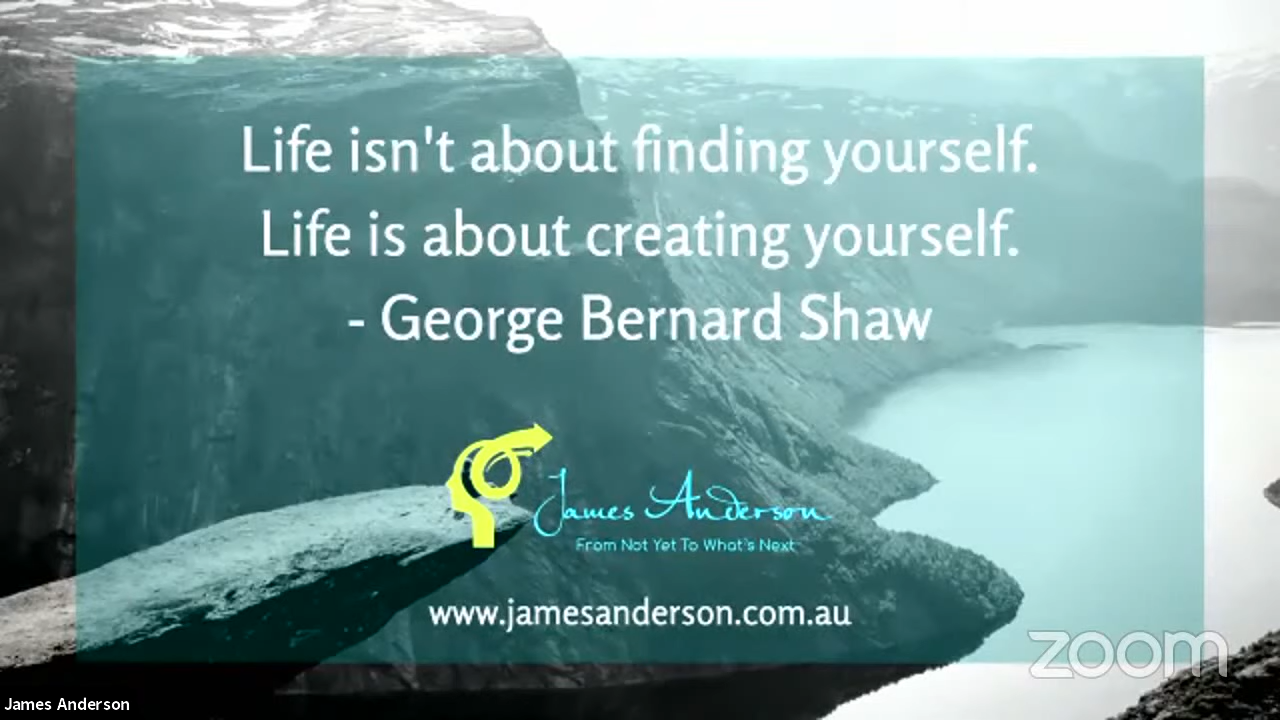 Life isn't about finding yourself.
Life is about creating yourself.
- George Bernard Shaw
James Anderson
From Not Yet To What's Next
www.jamesanderson.com.au
zoom
James Anderson